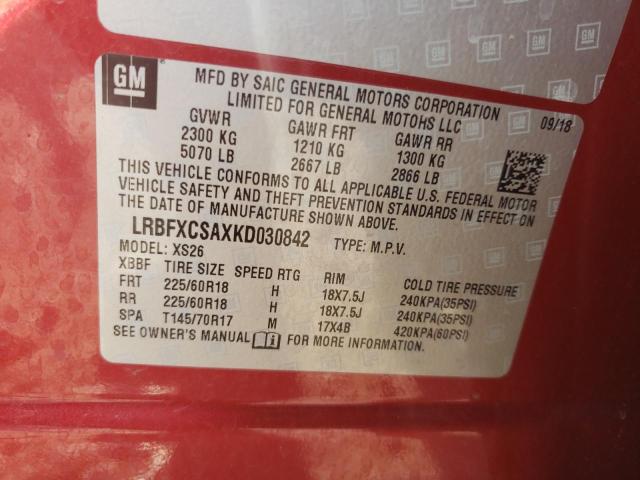 GM
MFD BY SAIC GENERAL MOTORS CORPORATION
LIMITED FOR GENERAL MOTORS LLC
09/18
GVWR GAWR FRT GAWR RR
2300 KG 1210 KG 1300 KG
5070 LB 2667 LB 2866 LB
THIS VEHICLE CONFORMS TO ALL APPLICABLE U.S. FEDERAL MOTOR
VEHICLE SAFETY AND THEFT PREVENTION STANDARDS IN EFFECT ON
THE DATE OF MANUFACTURE SHOWN ABOVE.
LRBFXCSAXKD030842 TYPE: M.P.V.
MODEL: XS26
XBBF TIRE SIZE SPEED RTG RIM COLD TIRE PRESSURE
FRT 225/60R18 H 18X7.5J 240KPA(35PSI)
RR 225/60R18 H 18X7.5J 240KPA(35PSI)
SPA T145/70R17 M 17X4B 420KPA(60PSI)
SEE OWNER'S MANUAL FOR MORE INFORMATION.